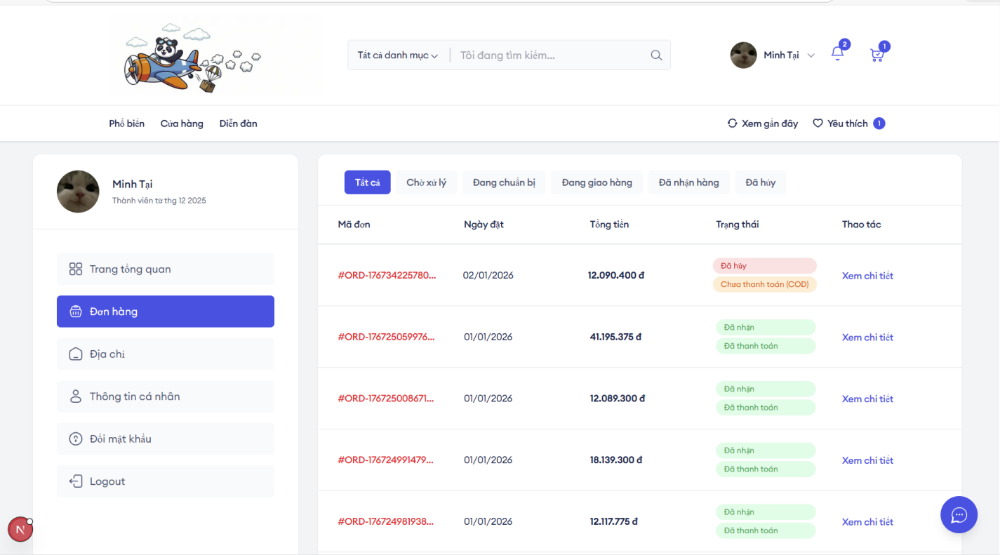 Tất cả danh mục
Tôi đang tìm kiếm...
Minh Tại
2
1
Phổ biến
Cửa hàng
Diễn đàn
Xem gần đây
Yêu thích
1
Minh Tại
Thành viên từ thg 12 2025
Trang tổng quan
Đơn hàng
Địa chỉ
Thông tin cá nhân
Đổi mật khẩu
Logout
N
Tất cả
Chờ xử lý
Đang chuẩn bị
Đang giao hàng
Đã nhận hàng
Đã hủy
Mã đơn
Ngày đặt
Tổng tiền
Trạng thái
Thao tác
#ORD-176734225780...
02/01/2026
12.090.400 đ
Đã hủy
Chưa thanh toán (COD)
Xem chi tiết
#ORD-176725059976...
01/01/2026
41.195.375 đ
Đã nhận
Đã thanh toán
Xem chi tiết
#ORD-176725008671...
01/01/2026
12.089.300 đ
Đã nhận
Đã thanh toán
Xem chi tiết
#ORD-176724991479...
01/01/2026
18.139.300 đ
Đã nhận
Đã thanh toán
Xem chi tiết
#ORD-176724981938...
01/01/2026
12.117.775 đ
Đã nhận
Đã thanh toán
Xem chi tiết